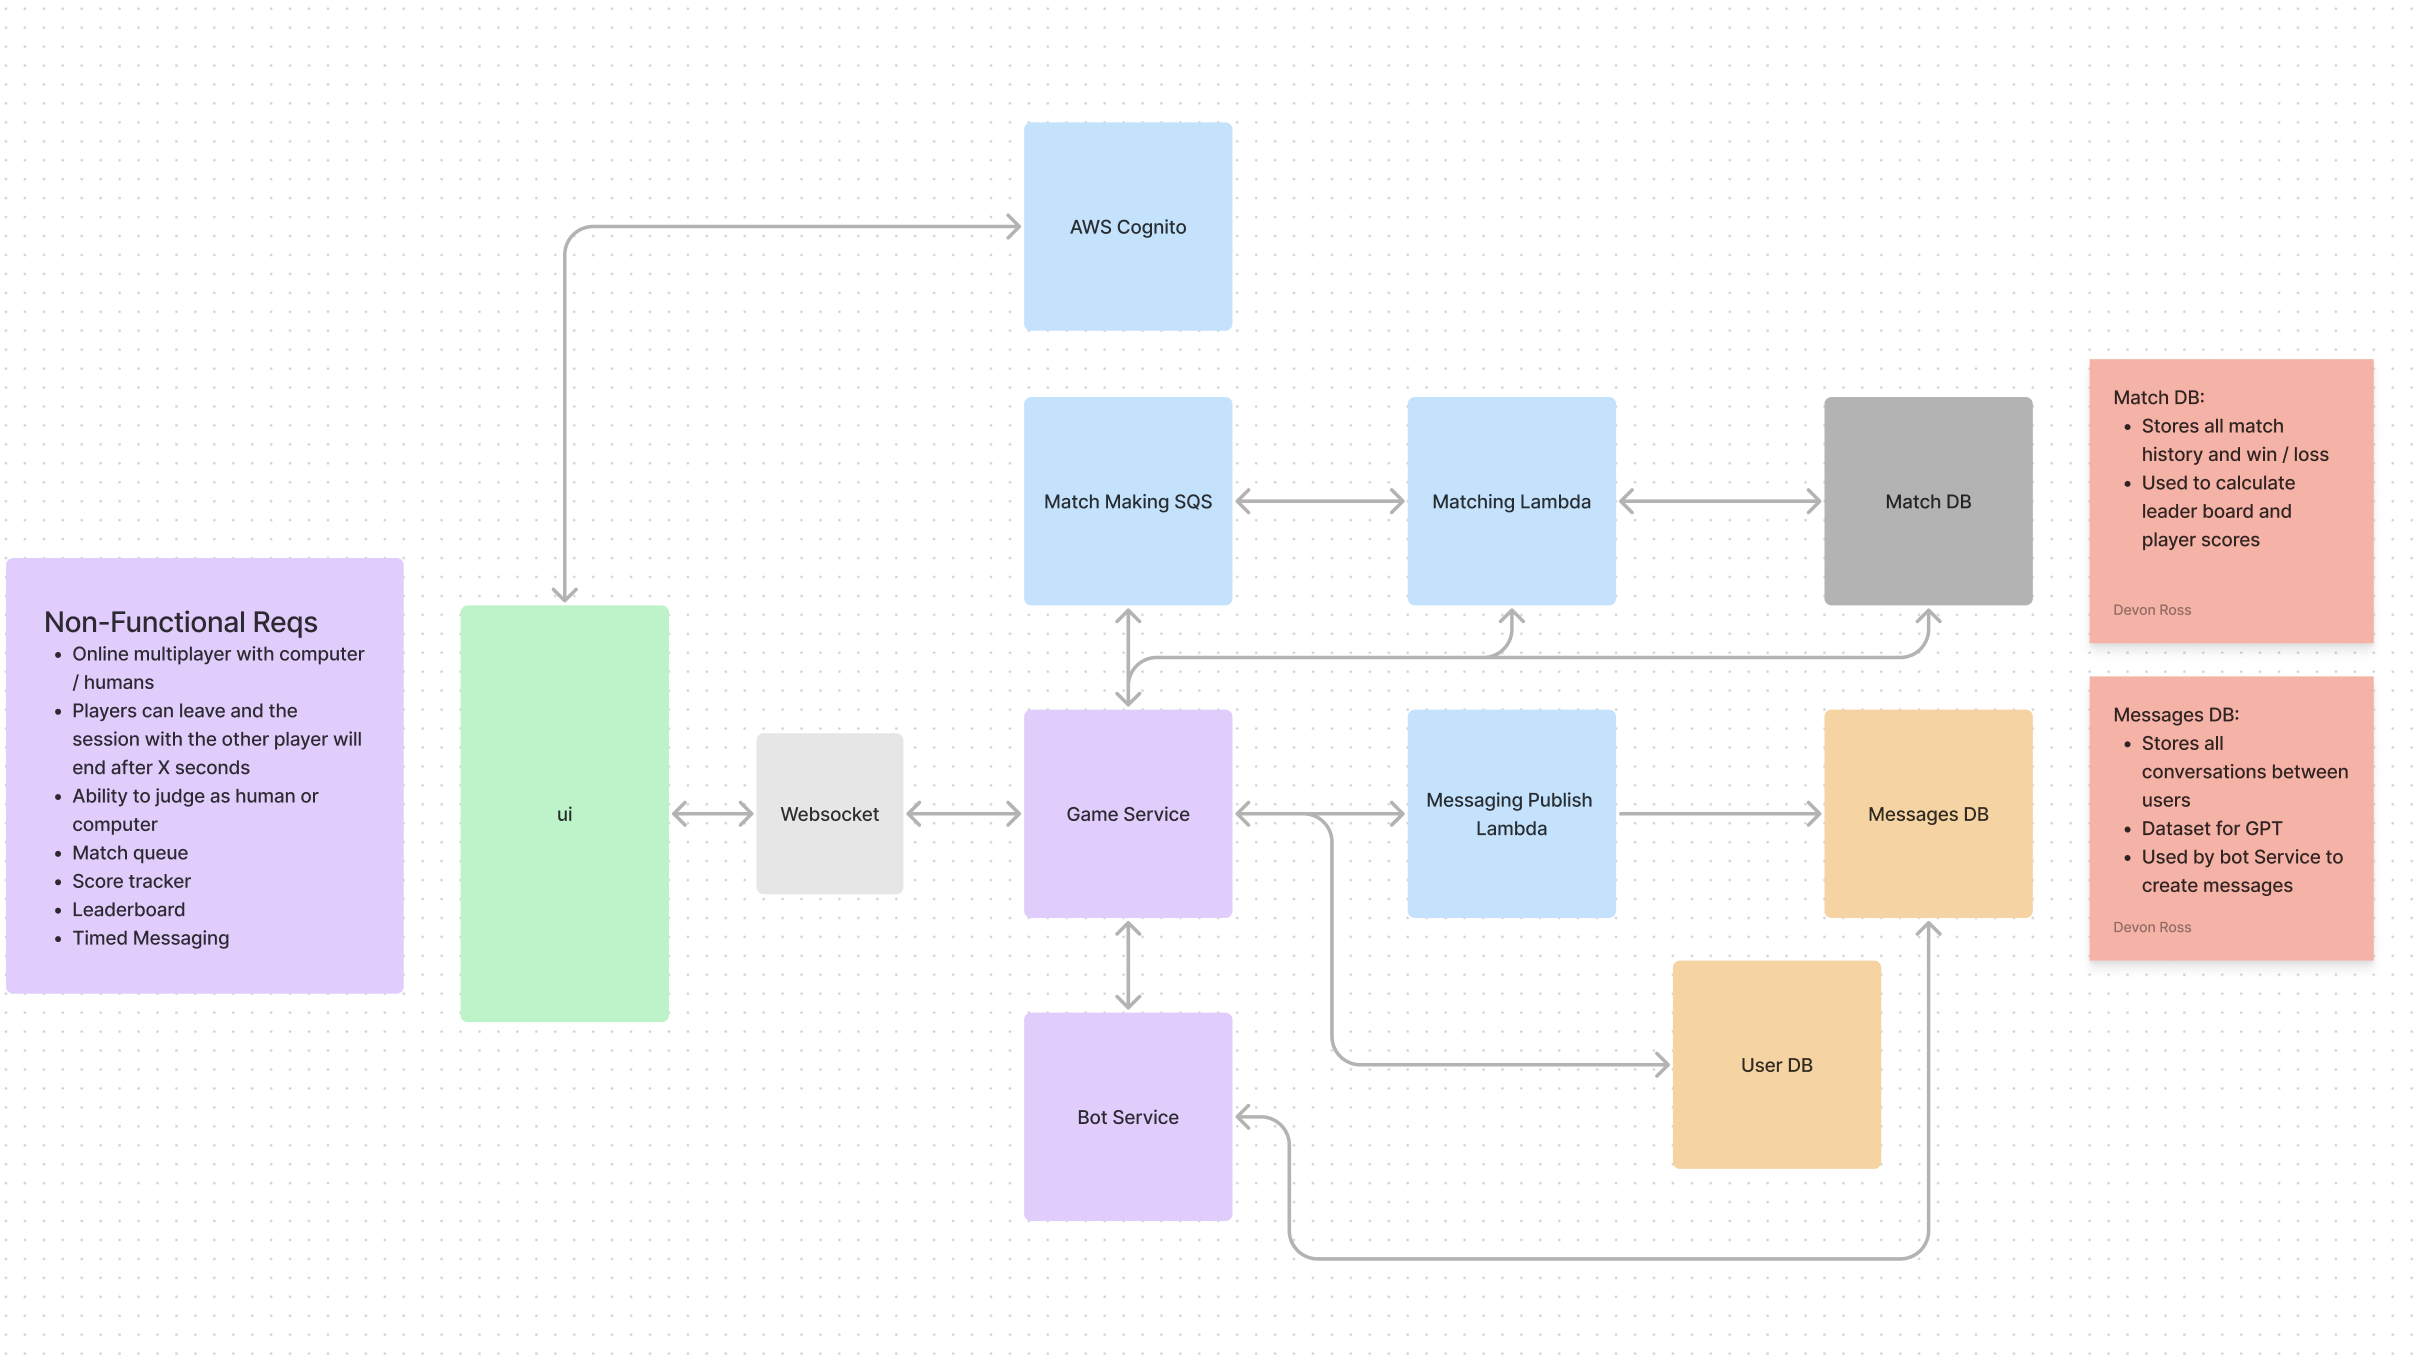 AWS Cognito
Match Making SQS
Matching Lambda
Match DB
Match DB:
• Stores all match
history and win / loss
• Used to calculate
leader board and
player scores
Devon Ross
Non-Functional Reqs
• Online multiplayer with computer
/ humans
• Players can leave and the
session with the other player will
end after X seconds
• Ability to judge as human or
computer
• Match queue
• Score tracker
• Leaderboard
• Timed Messaging
ui
Websocket
Game Service
Messaging Publish
Lambda
Messages DB
Messages DB:
• Stores all
conversations between
users
• Dataset for GPT
• Used by bot Service to
create messages
Devon Ross
User DB
Bot Service